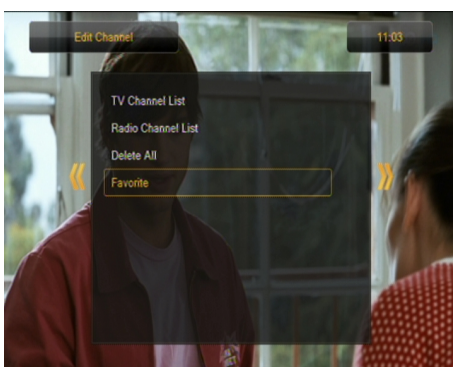 Edit Channel
11:03
TV Channel List
Radio Channel List
Delete All
Favorite